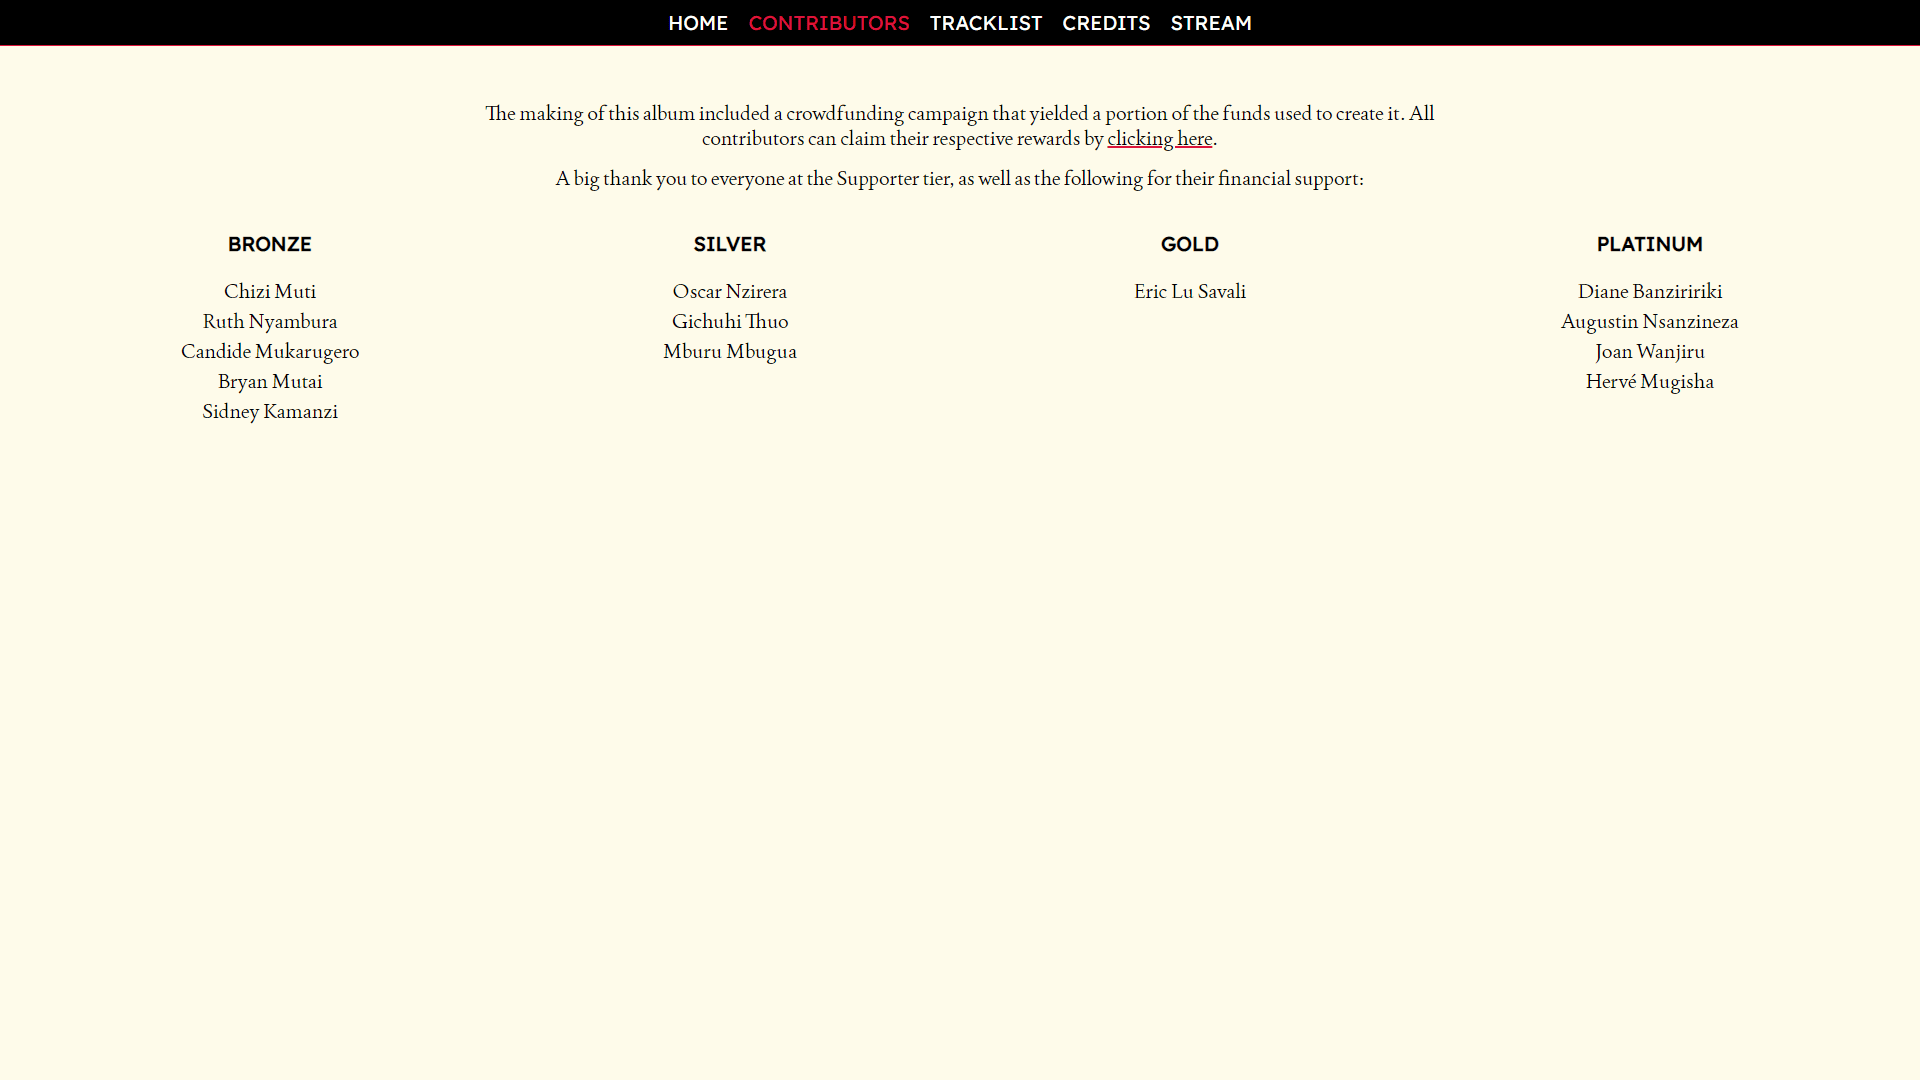 HOME CONTRIBUTORS TRACKLIST CREDITS STREAM
The making of this album included a crowdfunding campaign that yielded a portion of the funds used to create it. All
contributors can claim their respective rewards by clicking here.
A big thank you to everyone at the Supporter tier, as well as the following for their financial support:
BRONZE
Chizi Muti
Ruth Nyambura
Candide Mukarugero
Bryan Mutai
Sidney Kamanzi
SILVER
Oscar Nzirera
Gichuhi Thuo
Mburu Mbugua
GOLD
Eric Lu Savali
PLATINUM
Diane Banziririki
Augustin Nsanzineza
Joan Wanjiru
Hervé Mugisha